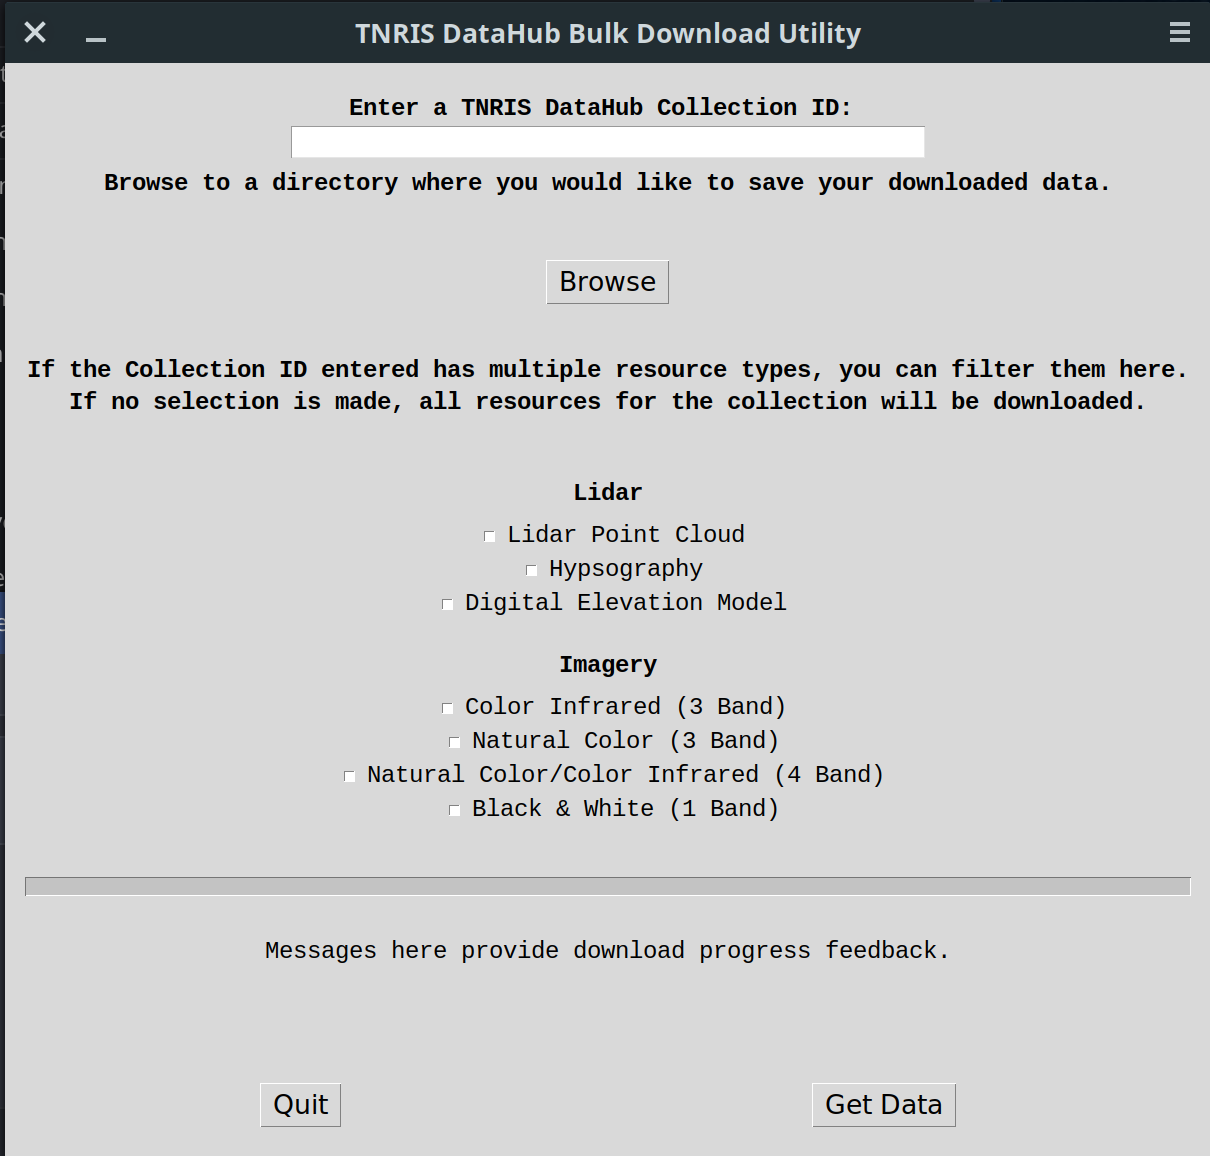 TNRIS DataHub Bulk Download Utility
Enter a TNRIS DataHub Collection ID:
Browse to a directory where you would like to save your downloaded data.
Browse
If the Collection ID entered has multiple resource types, you can filter them here.
If no selection is made, all resources for the collection will be downloaded.
Lidar
Lidar Point Cloud
Hypsography
Digital Elevation Model
Imagery
Color Infrared (3 Band)
Natural Color (3 Band)
Natural Color/Color Infrared (4 Band)
Black & White (1 Band)
Messages here provide download progress feedback.
Quit
Get Data